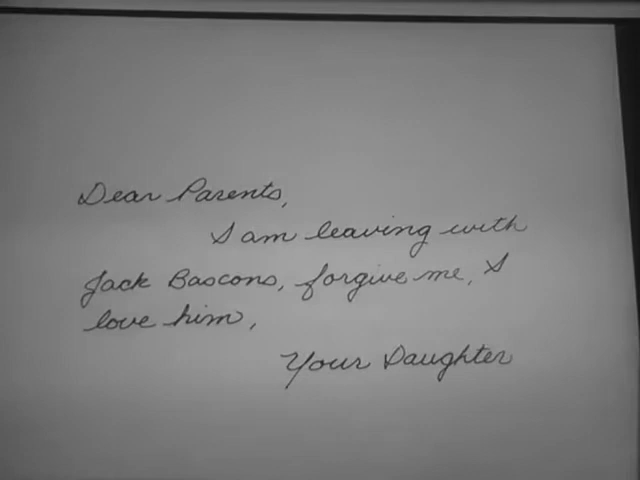 Dear Parents,
I am leaving with
Jack Bascons, forgive me, I
love him,
Your Daughter